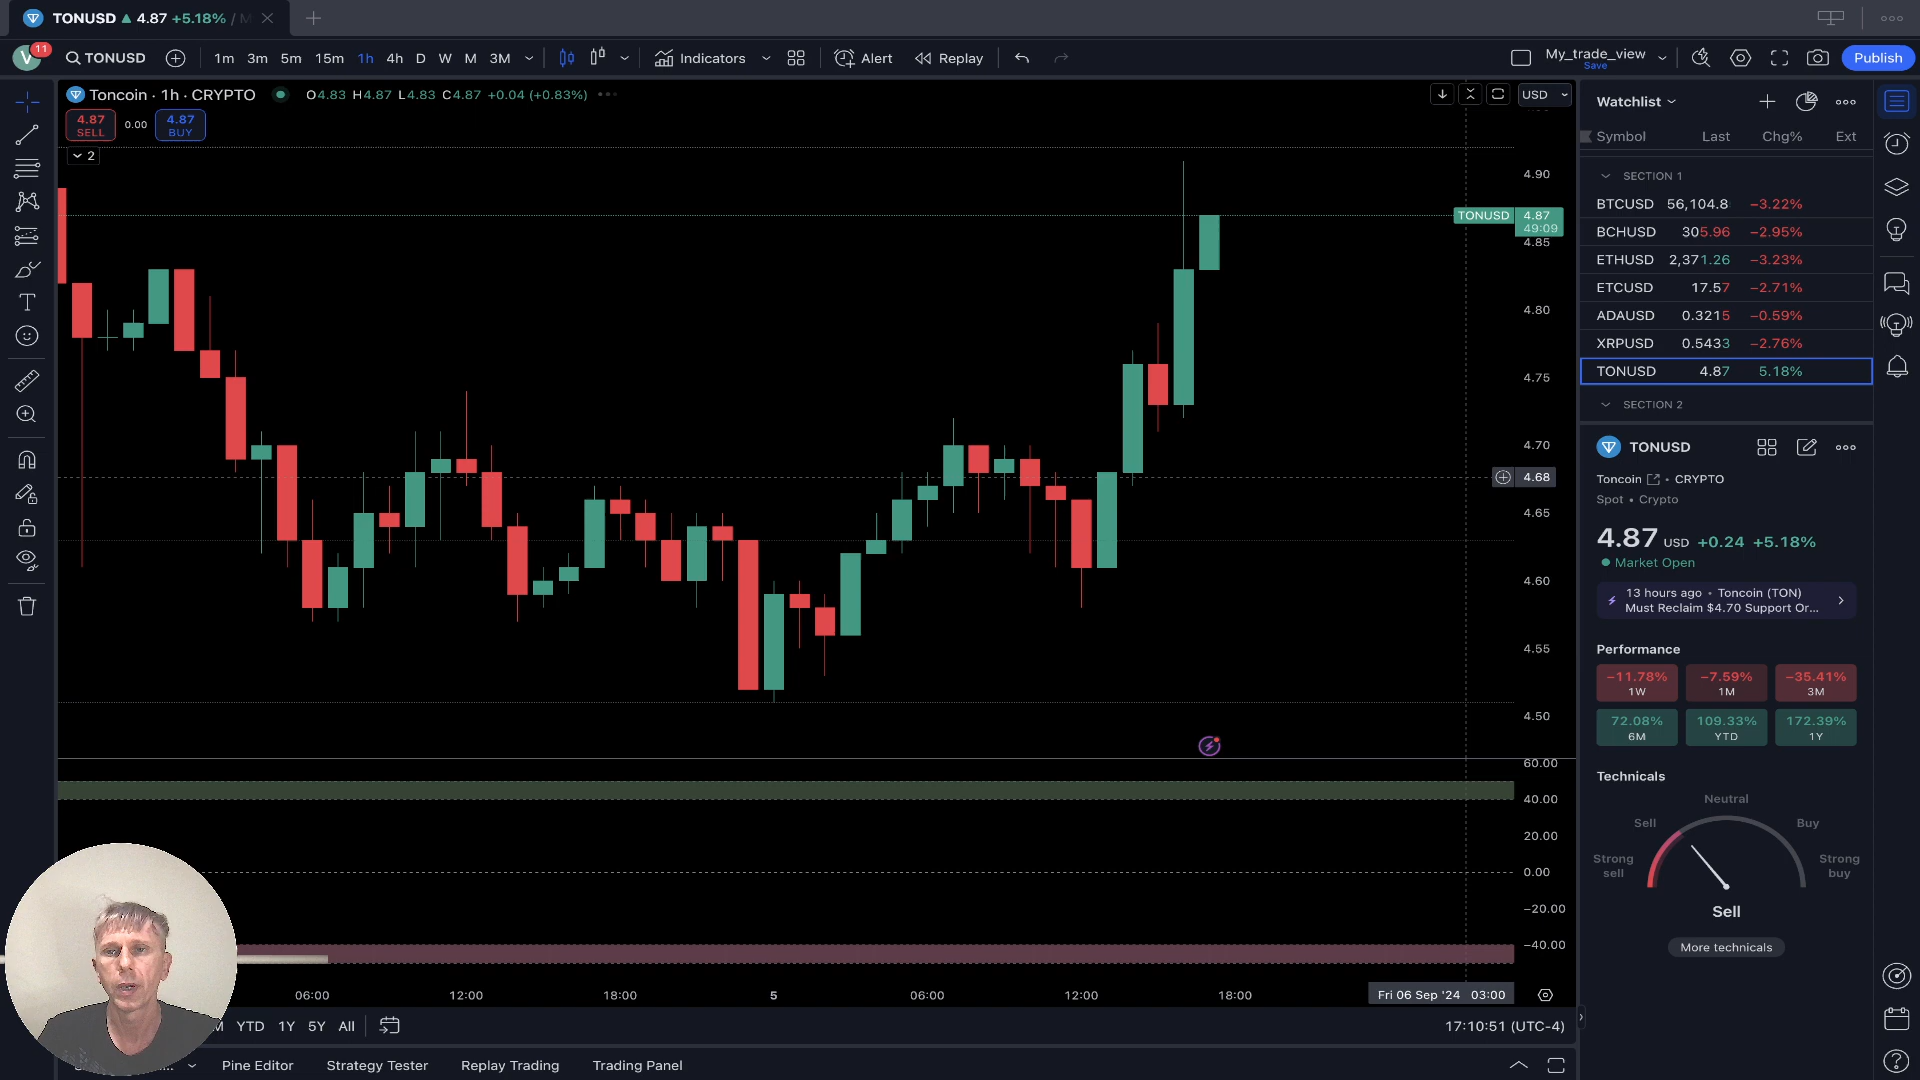 TONUSD ▲ 4.87 +5.18% / M
V 11 TONUSD 1m 3m 5m 15m 1h 4h D W M 3M Indicators Alert Replay My_trade_view Save Publish
Toncoin · 1h · CRYPTO O4.83 H4.87 L4.83 C4.87 +0.04 (+0.83%) USD
4.87 SELL 0.00 4.87 BUY
2
4.90
TONUSD 4.87
49:09
4.85
4.80
4.75
4.70
4.68
4.65
4.60
4.55
4.50
60.00
40.00
20.00
0.00
−20.00
−40.00
06:00 12:00 18:00 5 06:00 12:00 18:00 Fri 06 Sep '24 03:00
YTD 1Y 5Y All 17:10:51 (UTC-4)
Pine Editor Strategy Tester Replay Trading Trading Panel
Watchlist
Symbol Last Chg% Ext
SECTION 1
BTCUSD 56,104.8 −3.22%
BCHUSD 305.96 −2.95%
ETHUSD 2,371.26 −3.23%
ETCUSD 17.57 −2.71%
ADAUSD 0.3215 −0.59%
XRPUSD 0.5433 −2.76%
TONUSD 4.87 5.18%
SECTION 2
TONUSD
Toncoin • CRYPTO
Spot • Crypto
4.87 USD +0.24 +5.18%
Market Open
13 hours ago • Toncoin (TON)
Must Reclaim $4.70 Support Or...
Performance
−11.78% −7.59% −35.41%
1W 1M 3M
72.08% 109.33% 172.39%
6M YTD 1Y
Technicals
Neutral
Sell Buy
Strong sell Strong buy
Sell
More technicals